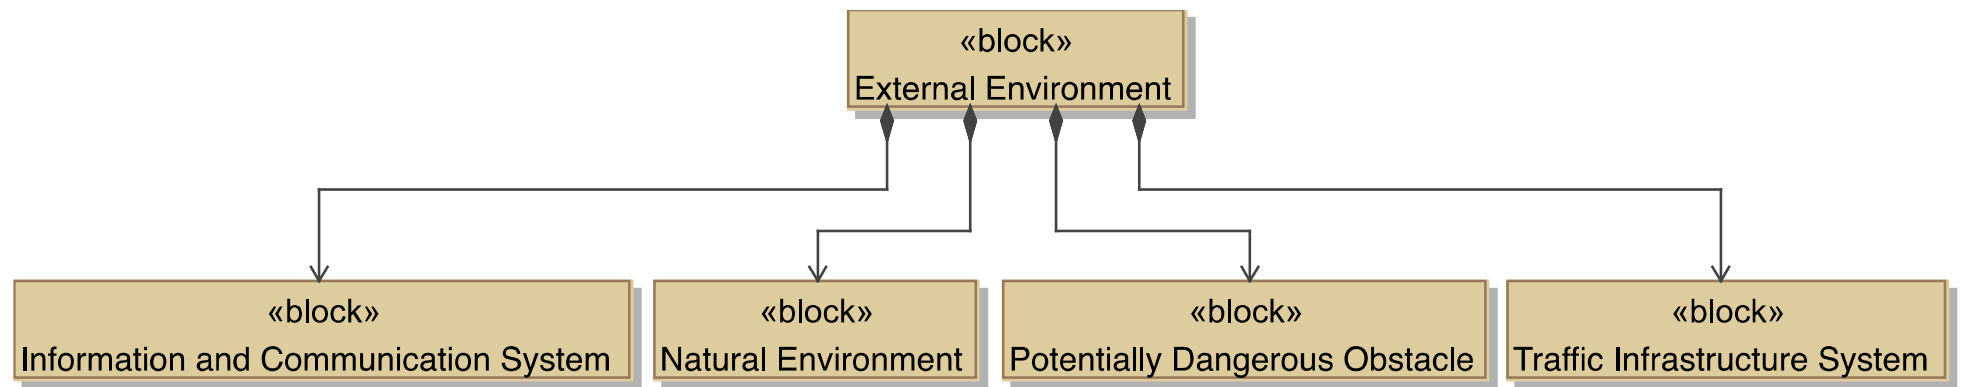 «block»
External Environment
«block»
Information and Communication System
«block»
Natural Environment
«block»
Potentially Dangerous Obstacle
«block»
Traffic Infrastructure System